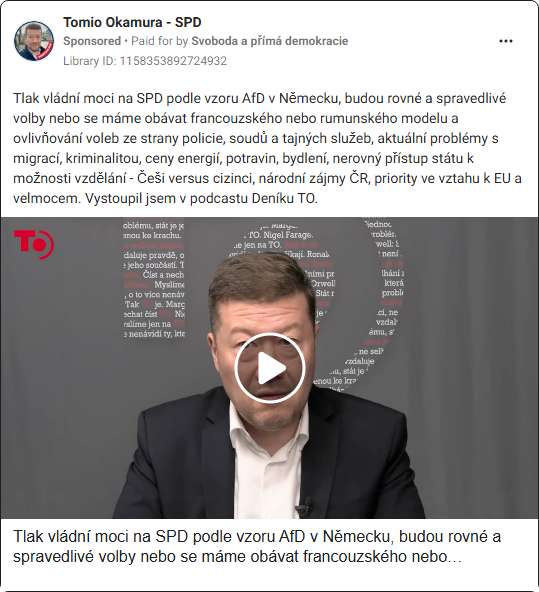 Tomio Okamura - SPD
Sponsored • Paid for by Svoboda a přímá demokracie
Library ID: 1158353892724932
Tlak vládní moci na SPD podle vzoru AfD v Německu, budou rovné a
spravedlivé volby nebo se máme obávat francouzského nebo
rumunského modelu a
ovlivňování voleb ze strany policie, soudů a tajných služeb, aktuální problémy s
migrací, kriminalitou, ceny energií, potravin, bydlení, nerovný přístup státu k
možnosti vzdělání - Češi versus cizinci, národní zájmy ČR, priority ve vztahu k EU a
velmocem. Vystoupil jsem v podcastu Deníku TO.
TO
Tlak vládní moci na SPD podle vzoru AfD v Německu, budou rovné a
spravedlivé volby nebo se máme obávat francouzského nebo…